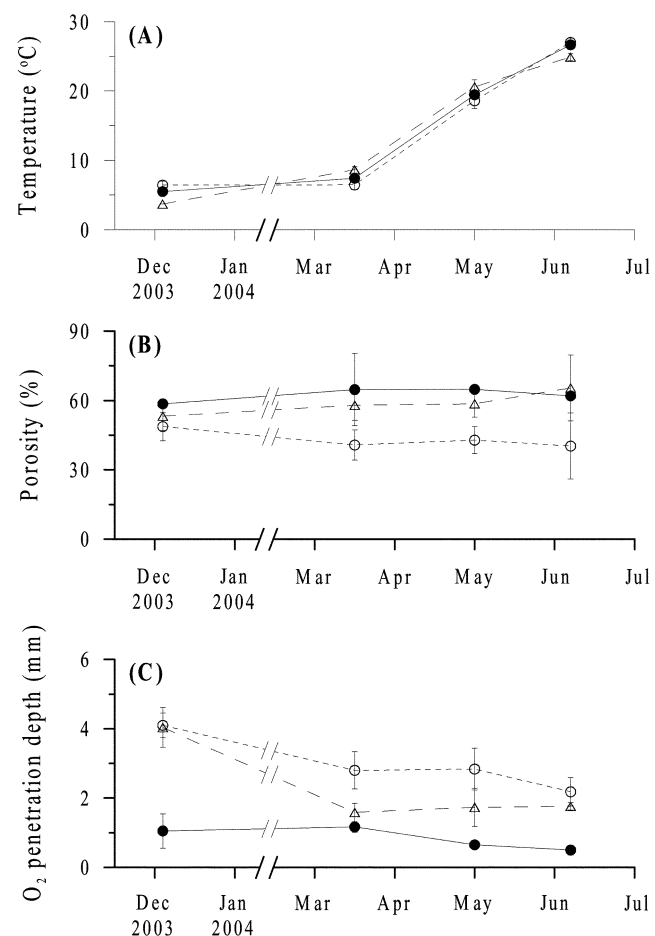 30
(A)
20
10
0
Temperature (°C)
Dec Jan Mar Apr May Jun Jul
2003 2004
90
(B)
60
30
0
Porosity (%)
Dec Jan Mar Apr May Jun Jul
2003 2004
6
(C)
4
2
0
O₂ penetration depth (mm)
Dec Jan Mar Apr May Jun Jul
2003 2004